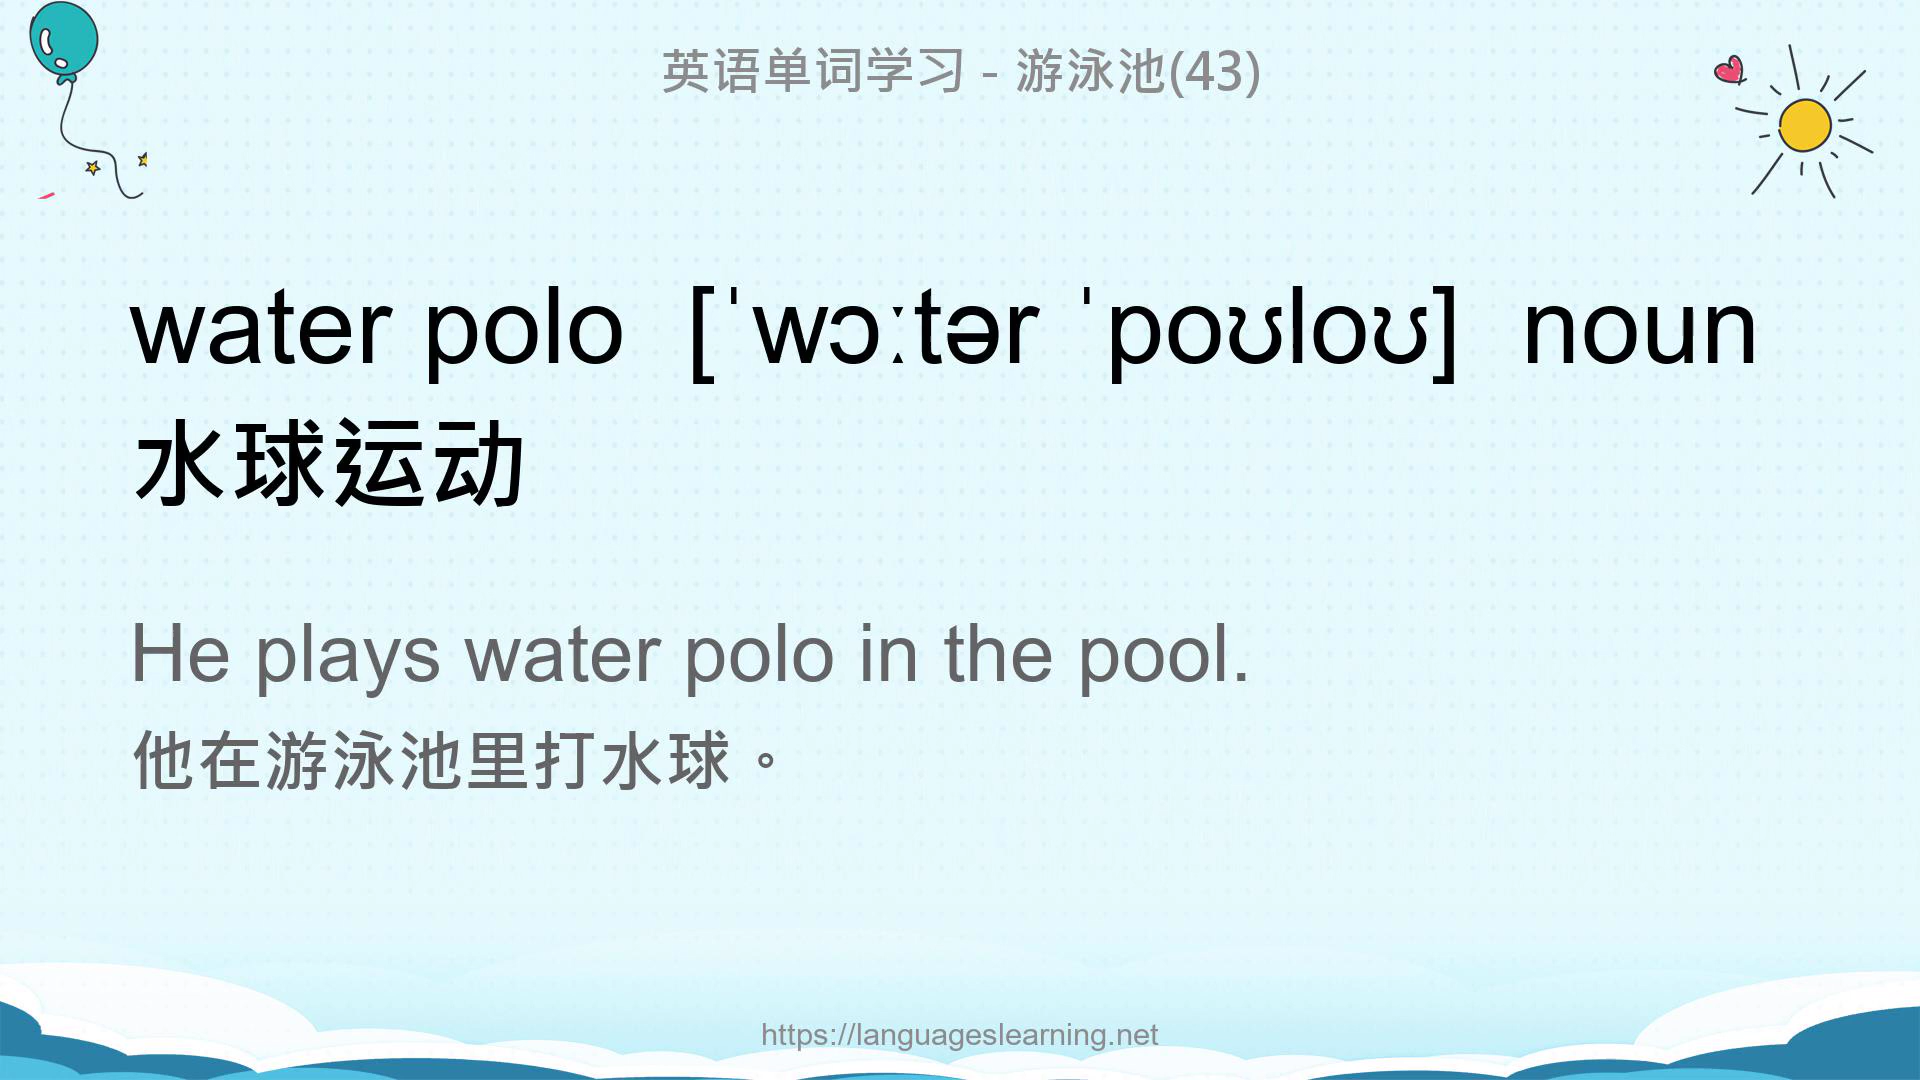 英语单词学习 - 游泳池(43)
water polo [ˈwɔːtər ˈpoʊloʊ] noun
水球运动
He plays water polo in the pool.
他在游泳池里打水球。
https://languageslearning.net